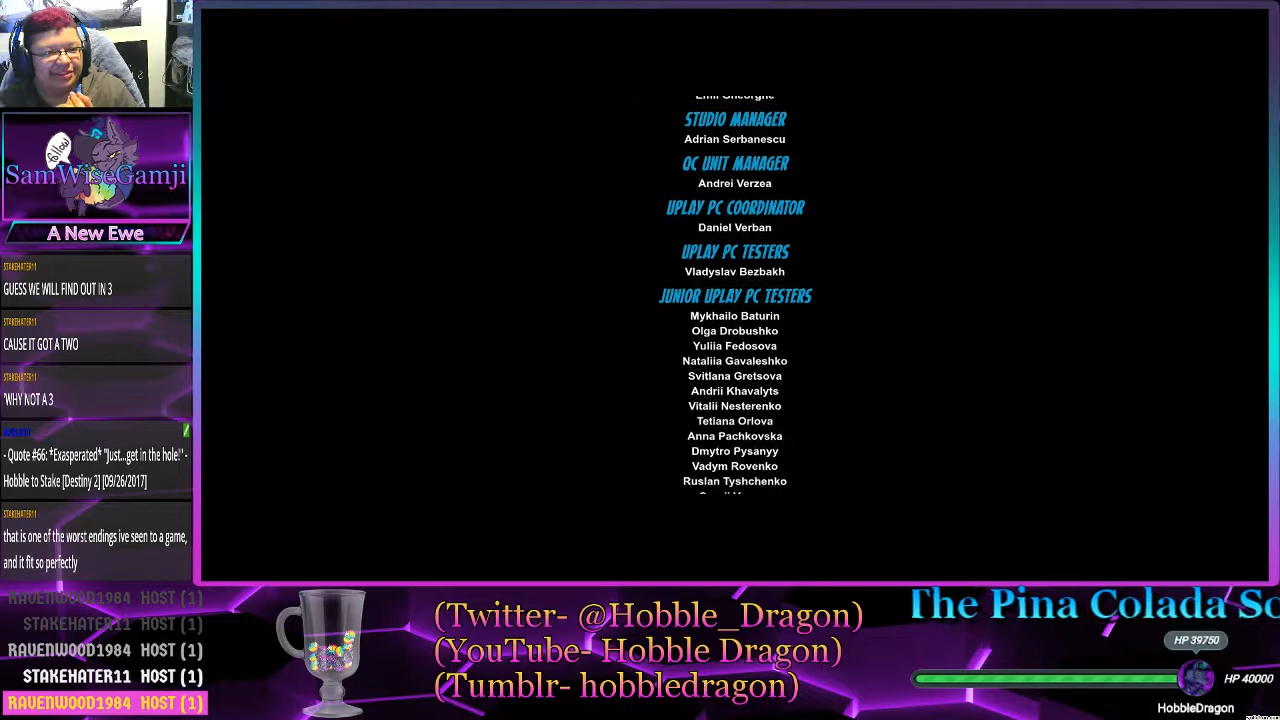 STUDIO MANAGER
Adrian Serbanescu
QC UNIT MANAGER
Andrei Verzea
UPLAY PC COORDINATOR
Daniel Verban
UPLAY PC TESTERS
Vladyslav Bezbakh
JUNIOR UPLAY PC TESTERS
Mykhailo Baturin
Olga Drobushko
Yuliia Fedosova
Nataliia Gavaleshko
Svitlana Gretsova
Andrii Khavalyts
Vitalii Nesterenko
Tetiana Orlova
Anna Pachkovska
Dmytro Pysanyy
Vadym Rovenko
Ruslan Tyshchenko
follow
SamWiseGamji
A New Ewe
STAKEHATER11
GUESS WE WILL FIND OUT IN 3
STAKEHATER11
CAUSE IT GOT A TWO
STAKEHATER11
'WHY NOT A 3
- Quote #66: *Exasperated* "Just...get in the hole!" -
Hobble to Stake [Destiny 2] [09/26/2017]
STAKEHATER11
that is one of the worst endings ive seen to a game,
and it fit so perfectly
RAVENWOOD1984 HOST (1)
STAKEHATER11 HOST (1)
RAVENWOOD1984 HOST (1)
STAKEHATER11 HOST (1)
RAVENWOOD1984 HOST (1)
(Twitter- @Hobble_Dragon)
(YouTube- Hobble Dragon)
(Tumblr- hobbledragon)
The Pina Colada So
HP 39750
HP 40000
HobbleDragon